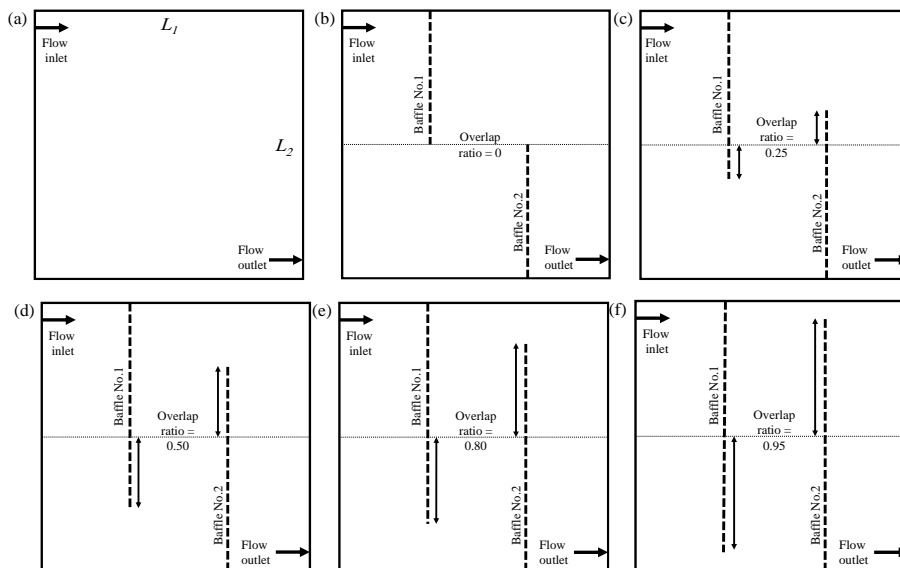 (a)
L1
Flow
inlet
L2
Flow
outlet
(b)
Flow
inlet
Baffle No.1
Overlap
ratio = 0
Baffle No.2
Flow
outlet
(c)
Flow
inlet
Baffle No.1
Overlap
ratio =
0.25
Baffle No.2
Flow
outlet
(d)
Flow
inlet
Baffle No.1
Overlap
ratio =
0.50
Baffle No.2
Flow
outlet
(e)
Flow
inlet
Baffle No.1
Overlap
ratio =
0.80
Baffle No.2
Flow
outlet
(f)
Flow
inlet
Baffle No.1
Overlap
ratio =
0.95
Baffle No.2
Flow
outlet